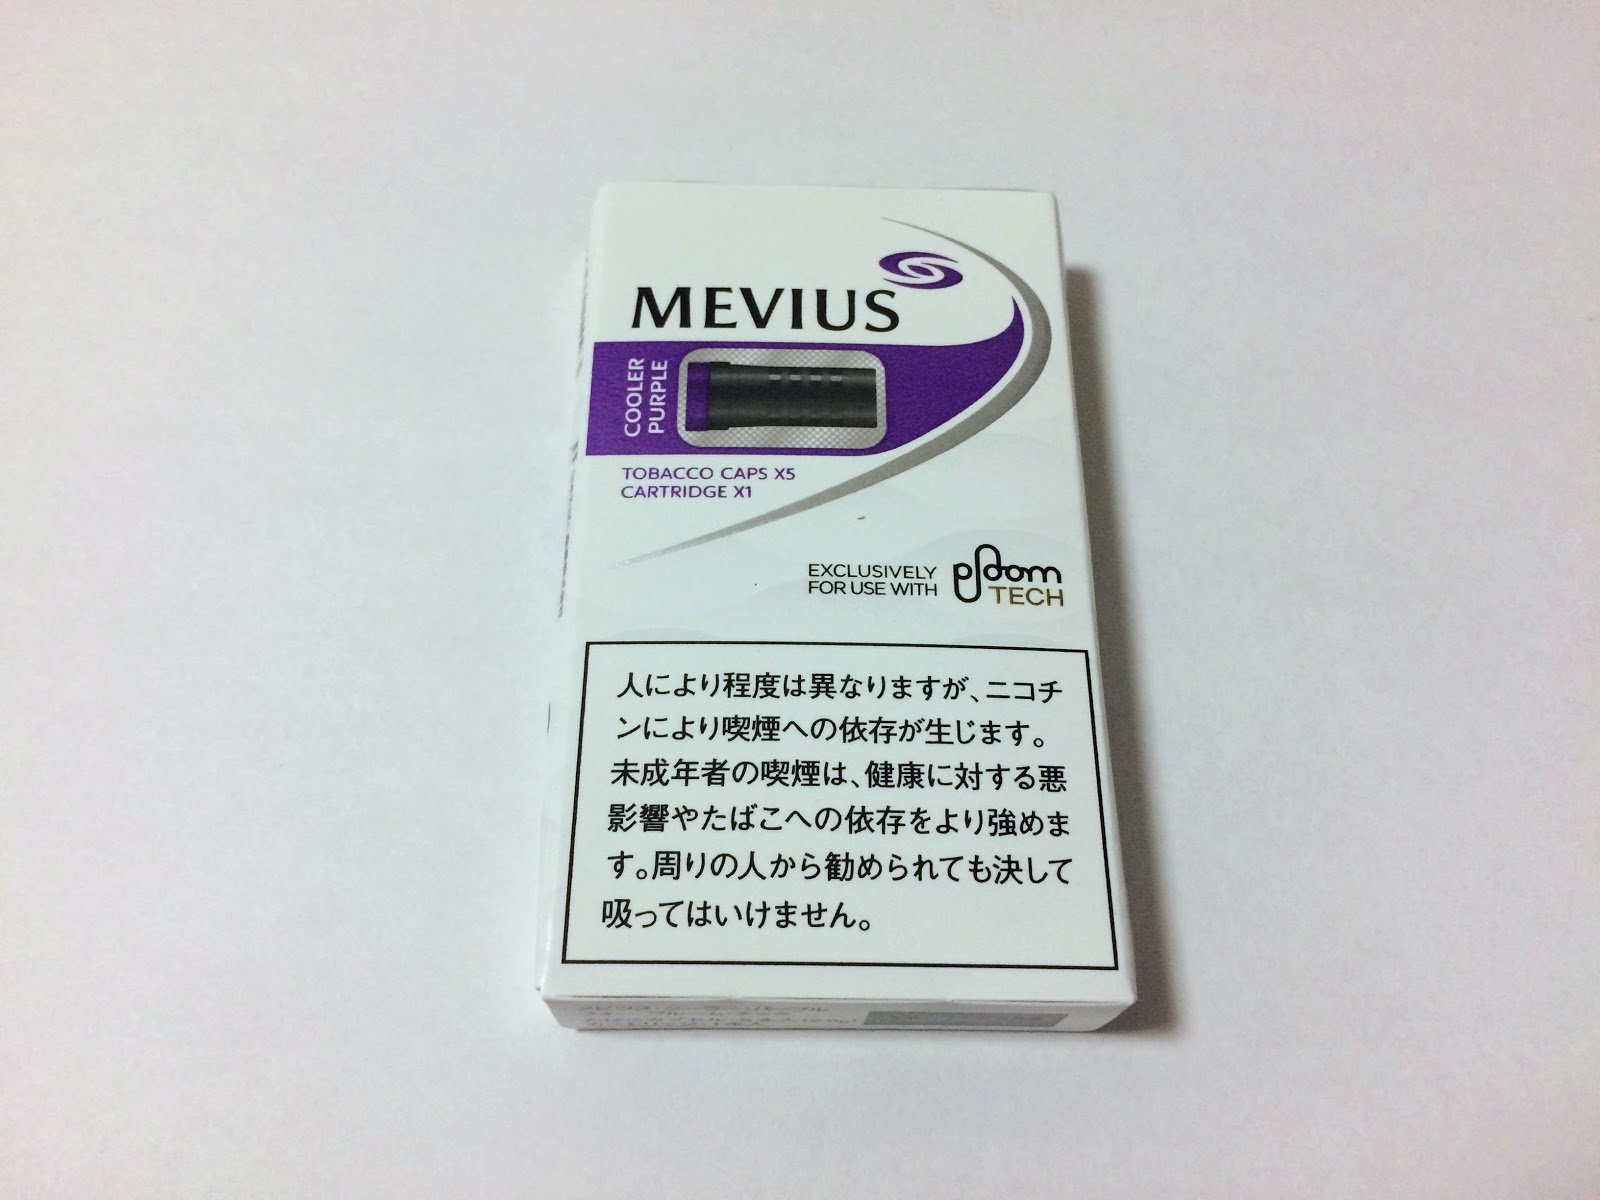 MEVIUS
COOLER
PURPLE
TOBACCO CAPS X5
CARTRIDGE X1
EXCLUSIVELY
FOR USE WITH
ploom
TECH
人により程度は異なりますが、ニコチ
ンにより喫煙への依存が生じます。
未成年者の喫煙は、健康に対する悪
影響やたばこへの依存をより強めま
す。周りの人から勧められても決して
吸ってはいけません。